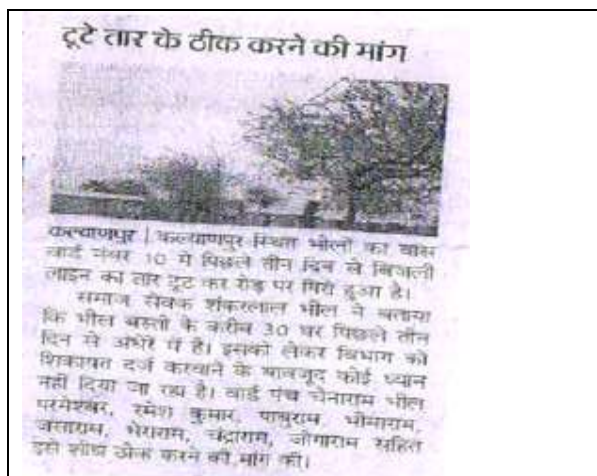 टूटे तार के ठीक करने की मांग
कल्याणपुर | कल्याणपुर स्थित भीलों का बास
वार्ड नंबर 10 में पिछले तीन दिन से बिजली
लाइन का तार टूट कर रोड़ पर गिरा हुआ है।
समाज सेवक शंकरलाल भील ने बताया
कि भील बस्ती के करीब 30 घर पिछले तीन
दिन से अंधेरे में है। इसको लेकर विभाग को
शिकायत दर्ज करवाने के बावजूद कोई ध्यान
नहीं दिया जा रहा है। वार्ड पंच चेनाराम भील
परमेश्वर, रमेश कुमार, पाबुराम, भीमाराम,
जसाराम, भेराराम, चंद्राराम, जोगाराम सहित
इसे शीघ्र ठीक करने की मांग की।